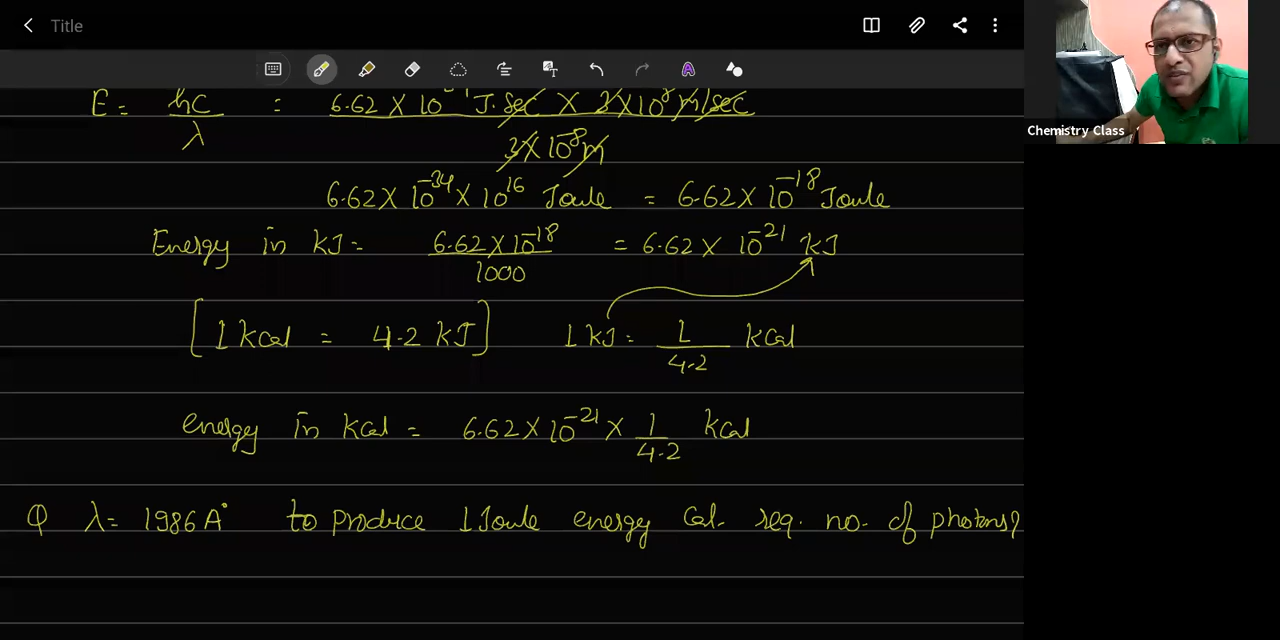 Title
E = hc/λ : 6.62 X 10 J.sec X 3X10⁸ m/sec / 3X10⁻⁸m
Chemistry Class
6.62 X 10⁻³⁴ X 10¹⁶ Joule = 6.62 X 10⁻¹⁸ Joule
Energy in kJ = 6.62 X 10⁻¹⁸ / 1000 = 6.62 X 10⁻²¹ kJ
[1 kcal = 4.2 kJ] 1 kJ = 1/4.2 kcal
energy in kcal = 6.62 X 10⁻²¹ X 1/4.2 kcal
Q λ = 1986 A° to produce 1 Joule energy Cal. req. no. of photons?